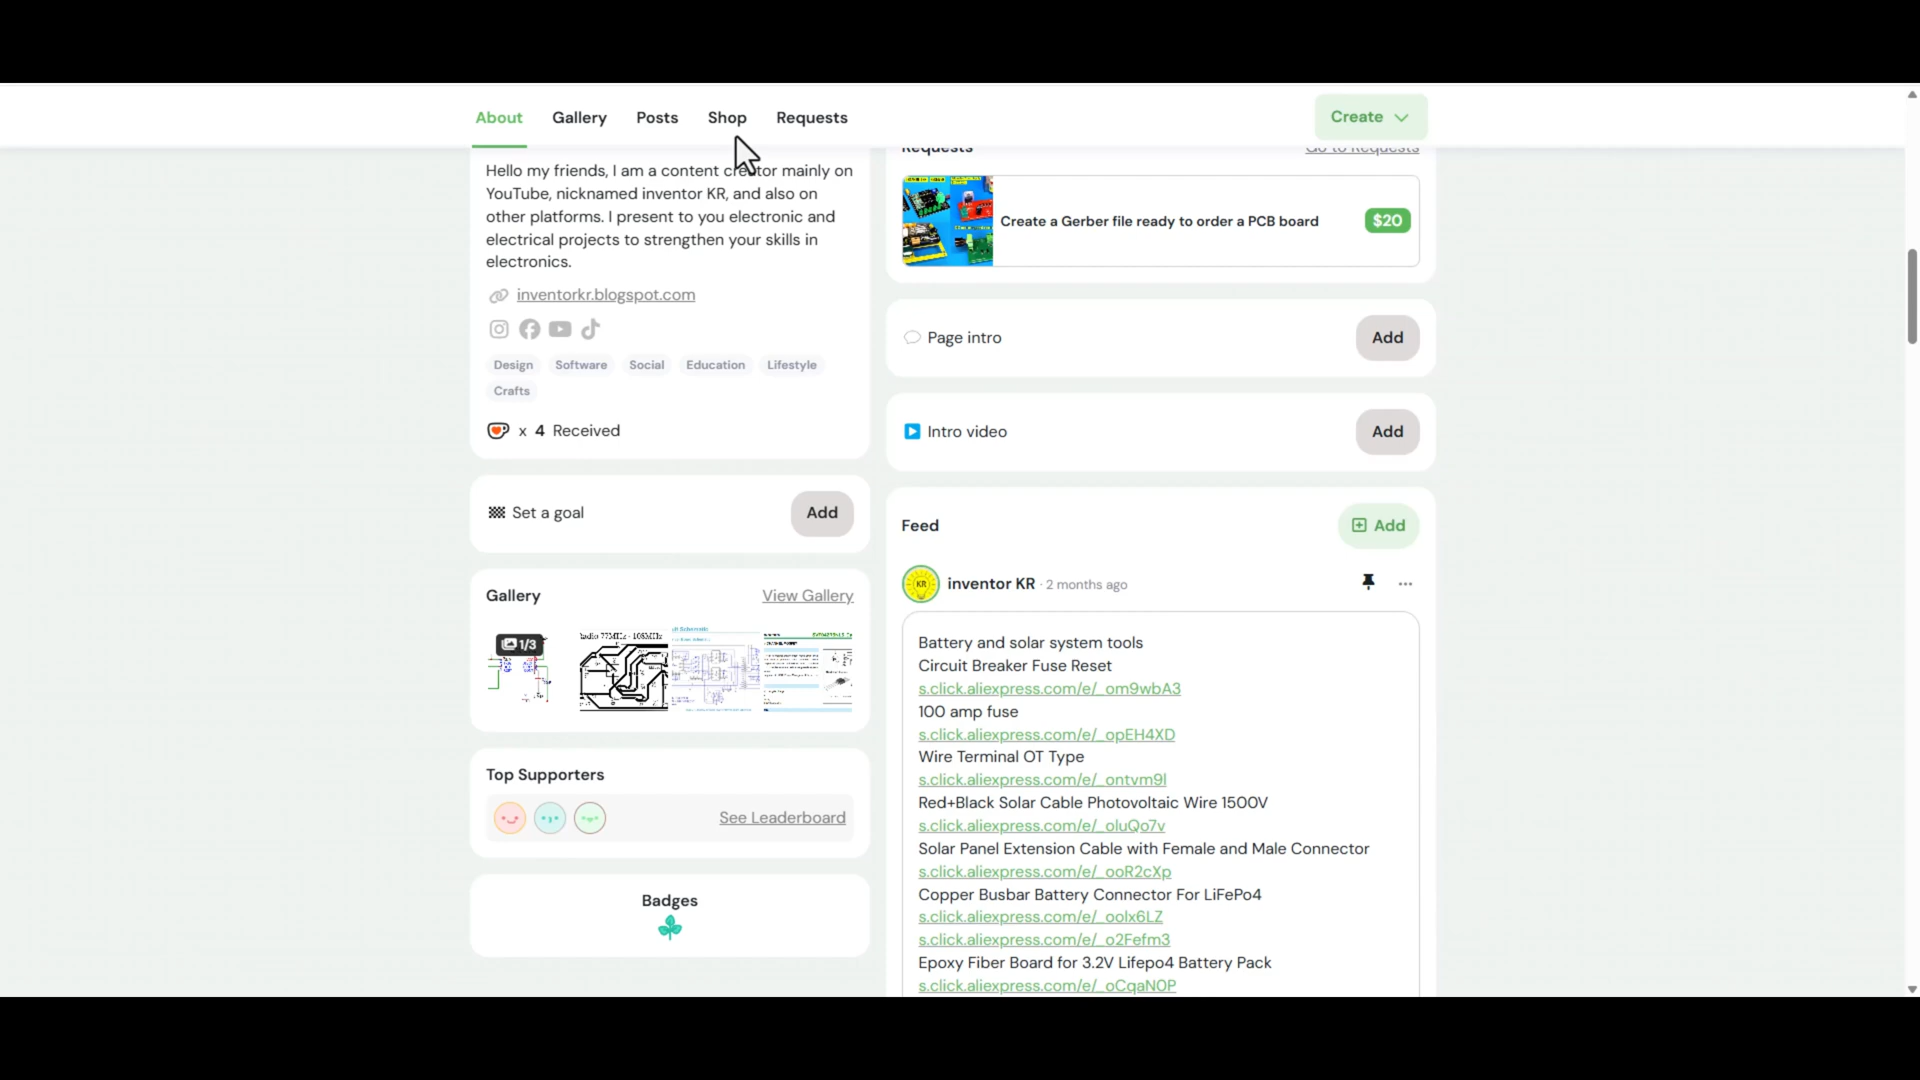 About
Gallery
Posts
Shop
Requests
Create
Hello my friends, I am a content creator mainly on
YouTube, nicknamed inventor KR, and also on
other platforms. I present to you electronic and
electrical projects to strengthen your skills in
electronics.
inventorkr.blogspot.com
Design
Software
Social
Education
Lifestyle
Crafts
x 4 Received
Set a goal
Add
Gallery
View Gallery
1/3
Top Supporters
See Leaderboard
Badges
Requests
Go to Requests
Create a Gerber file ready to order a PCB board
$20
Page intro
Add
Intro video
Add
Feed
Add
KR
inventor KR · 2 months ago
Battery and solar system tools
Circuit Breaker Fuse Reset
s.click.aliexpress.com/e/_om9wbA3
100 amp fuse
s.click.aliexpress.com/e/_opEH4XD
Wire Terminal OT Type
s.click.aliexpress.com/e/_ontvm9l
Red+Black Solar Cable Photovoltaic Wire 1500V
s.click.aliexpress.com/e/_oluQo7v
Solar Panel Extension Cable with Female and Male Connector
s.click.aliexpress.com/e/_ooR2cXp
Copper Busbar Battery Connector For LiFePo4
s.click.aliexpress.com/e/_oolx6LZ
s.click.aliexpress.com/e/_o2Fefm3
Epoxy Fiber Board for 3.2V Lifepo4 Battery Pack
s.click.aliexpress.com/e/_oCqaN0P